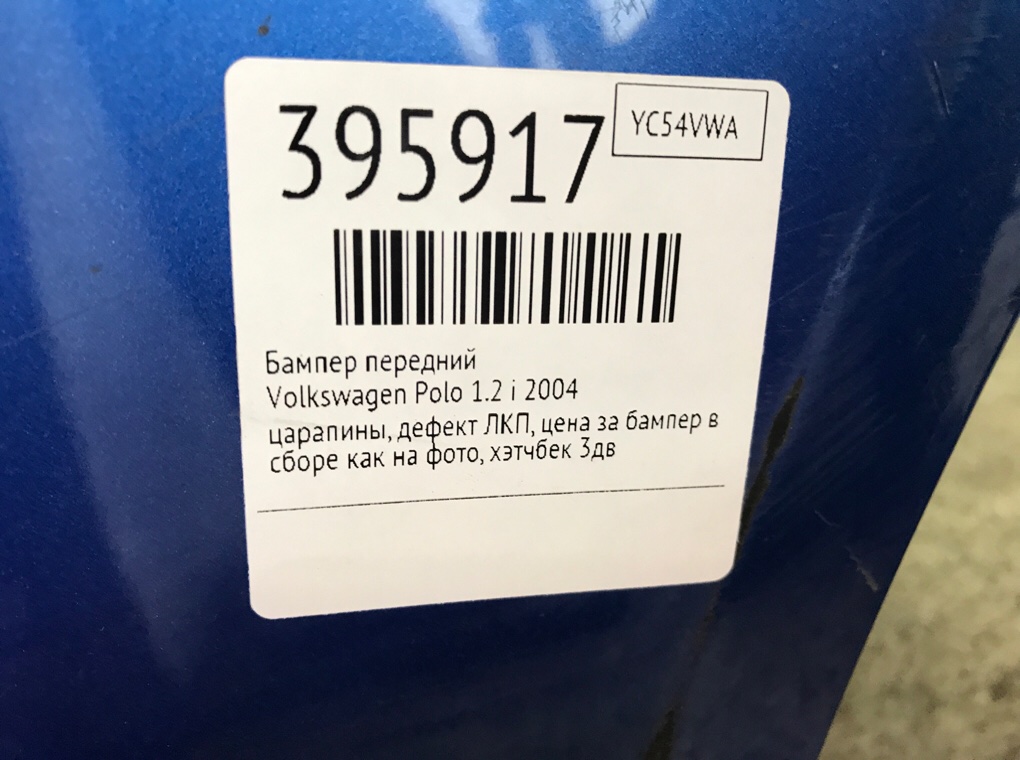 395917
YC54VWA
Бампер передний
Volkswagen Polo 1.2 i 2004
царапины, дефект ЛКП, цена за бампер в
сборе как на фото, хэтчбек 3дв